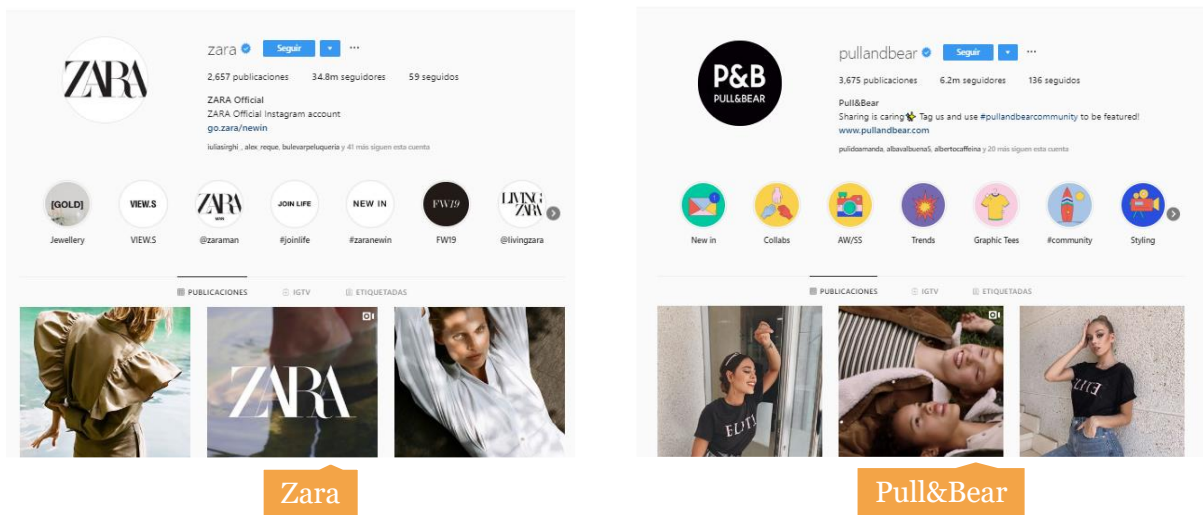 ZARA
zara Seguir
2,657 publicaciones 34.8m seguidores 59 seguidos
ZARA Official
ZARA Official Instagram account
go.zara/newin
iuliasirghi_, alex_reque, bulevarpeluqueria y 41 más siguen esta cuenta
[GOLD] VIEW.S ZARA JOIN LIFE NEW IN FW19 LIVING ZARA
Jewellery VIEW.S @zaraman #joinlife #zaranewin FW19 @livingzara
PUBLICACIONES IGTV ETIQUETADAS
ZARA
Zara
P&B
PULL&BEAR
pullandbear Seguir
3,675 publicaciones 6.2m seguidores 136 seguidos
Pull&Bear
Sharing is caring Tag us and use #pullandbearcommunity to be featured!
www.pullandbear.com
pulidoamanda, albavalbuena5, albertocaffeina y 20 más siguen esta cuenta
New in Collabs AW/SS Trends Graphic Tees #community Styling
PUBLICACIONES IGTV ETIQUETADAS
Pull&Bear